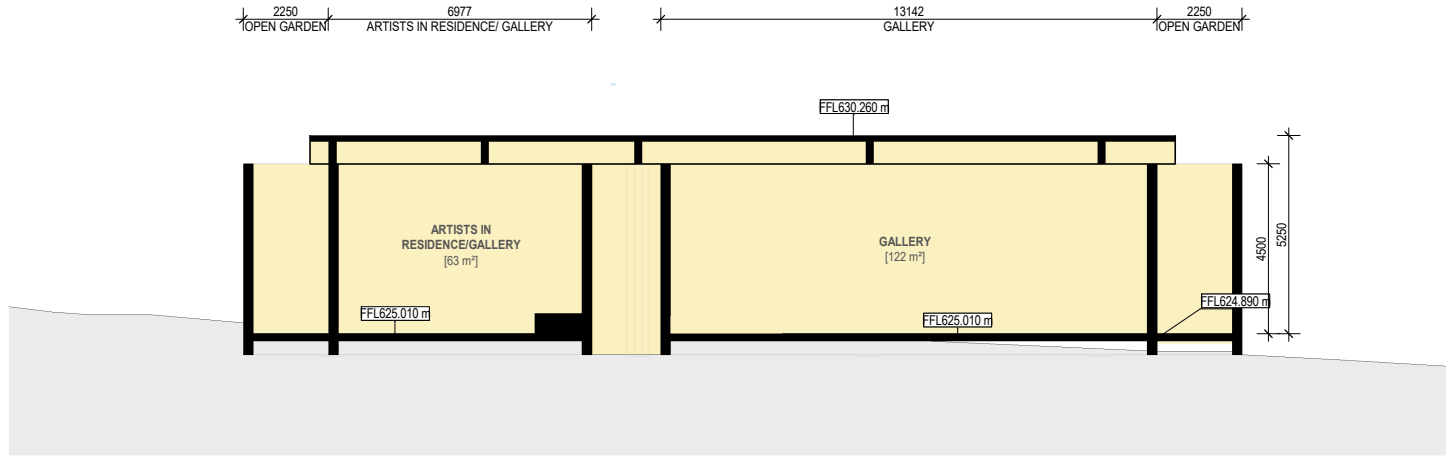 2250
OPEN GARDEN
6977
ARTISTS IN RESIDENCE/ GALLERY
13142
GALLERY
2250
OPEN GARDEN
FFL630.260 m
ARTISTS IN
RESIDENCE/GALLERY
[63 m²]
GALLERY
[122 m²]
4500
5250
FFL624.890 m
FFL625.010 m
FFL625.010 m